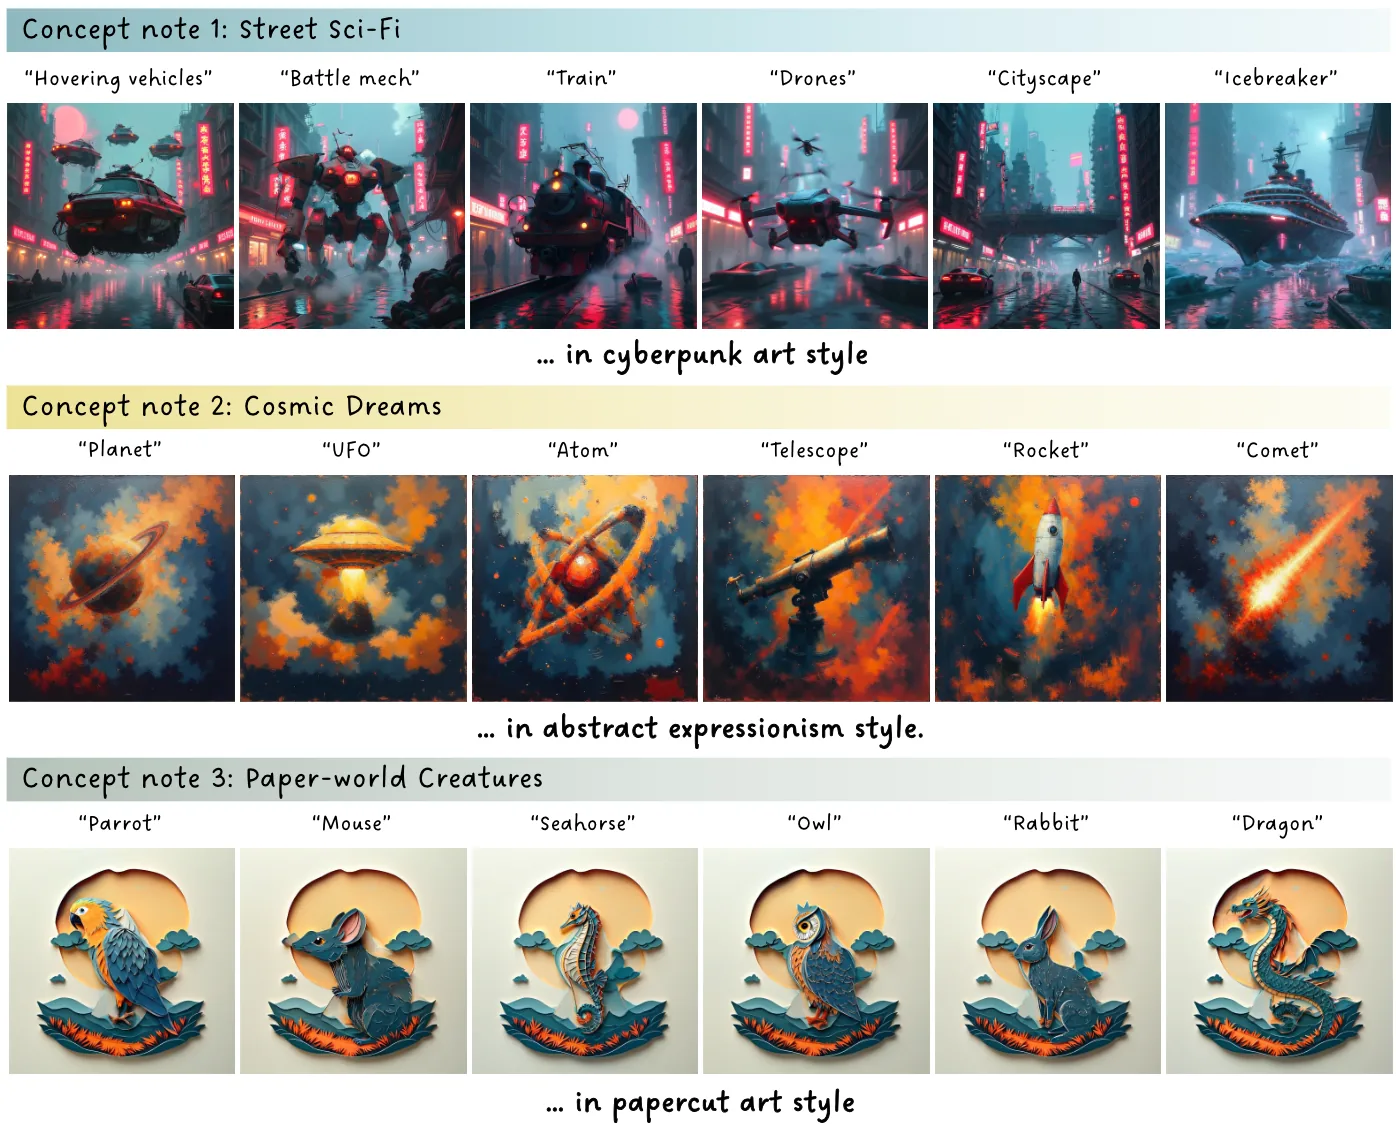 Concept note 1: Street Sci-Fi
“Hovering vehicles” “Battle mech” “Train” “Drones” “Cityscape” “Icebreaker”
... in cyberpunk art style
Concept note 2: Cosmic Dreams
“Planet” “UFO” “Atom” “Telescope” “Rocket” “Comet”
... in abstract expressionism style.
Concept note 3: Paper-world Creatures
“Parrot” “Mouse” “Seahorse” “Owl” “Rabbit” “Dragon”
... in papercut art style